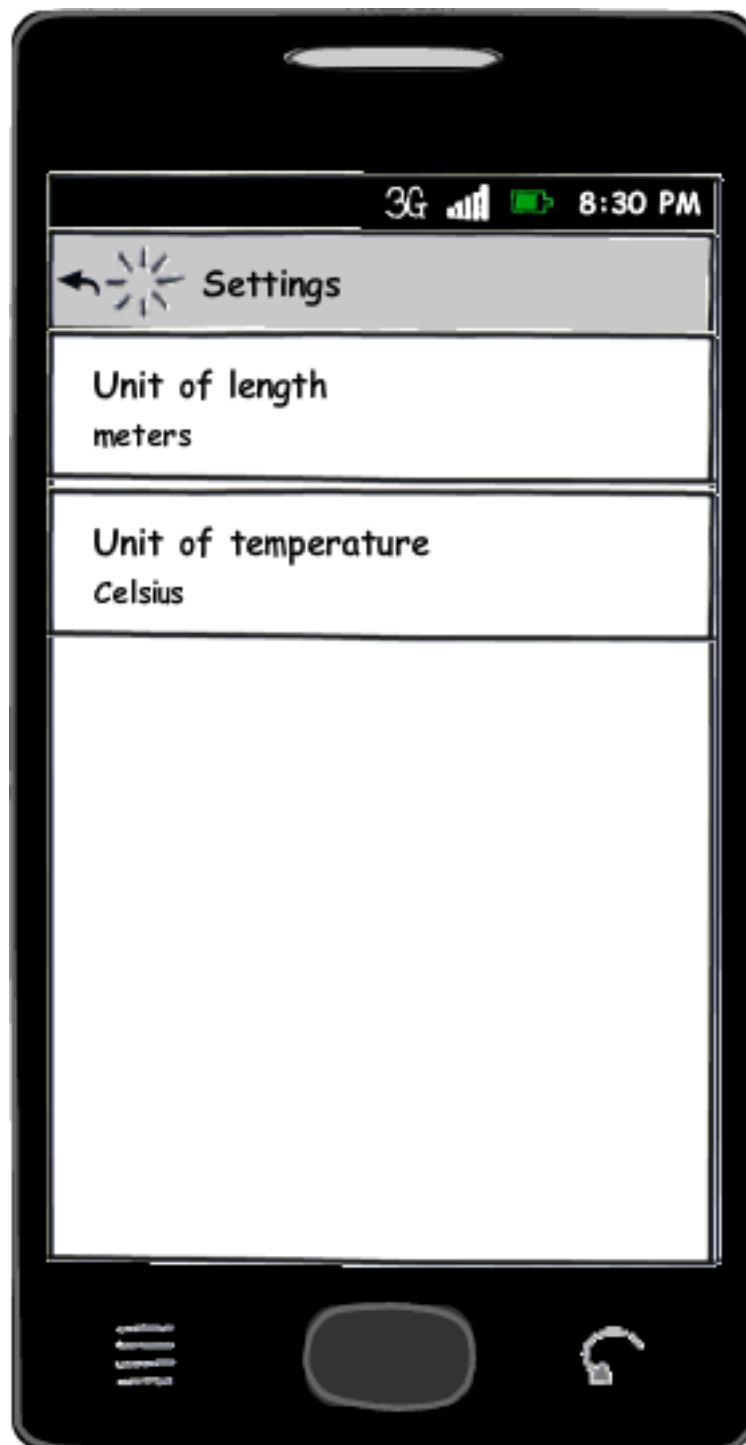 3G 8:30 PM
Settings
Unit of length
meters
Unit of temperature
Celsius